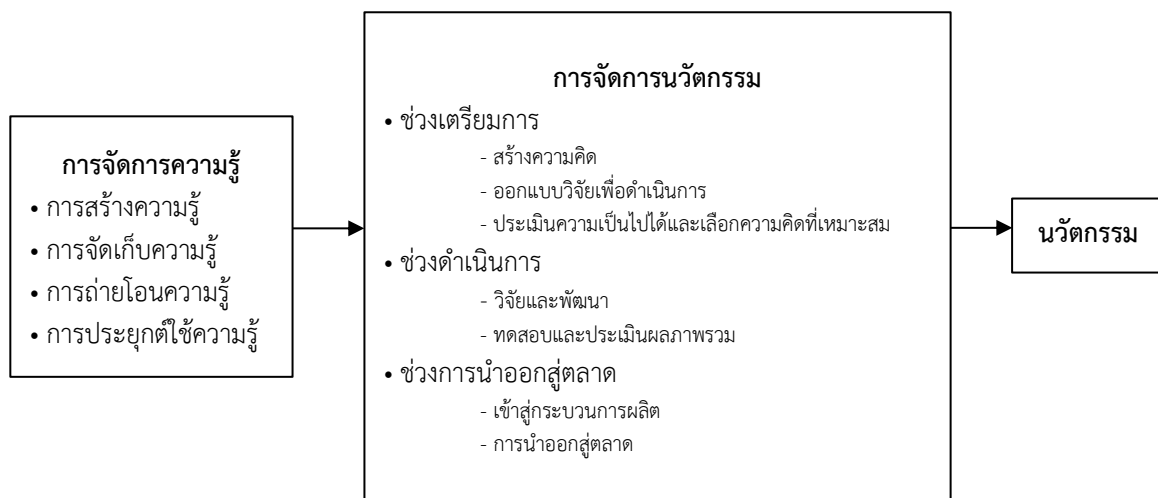 การจัดการความรู้
• การสร้างความรู้
• การจัดเก็บความรู้
• การถ่ายโอนความรู้
• การประยุกต์ใช้ความรู้
การจัดการนวัตกรรม
• ช่วงเตรียมการ
- สร้างความคิด
- ออกแบบวิจัยเพื่อดำเนินการ
- ประเมินความเป็นไปได้และเลือกความคิดที่เหมาะสม
• ช่วงดำเนินการ
- วิจัยและพัฒนา
- ทดสอบและประเมินผลภาพรวม
• ช่วงการนำออกสู่ตลาด
- เข้าสู่กระบวนการผลิต
- การนำออกสู่ตลาด
นวัตกรรม